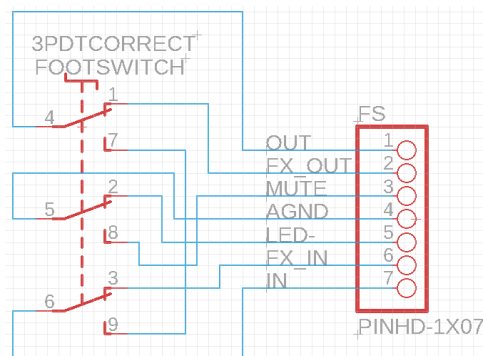 3PDTCORRECT
FOOTSWITCH
1
4
7
2
5
8
3
6
9
FS
OUT 1
FX_OUT 2
MUTE 3
AGND 4
LED- 5
FX_IN 6
IN 7
PINHD-1X07